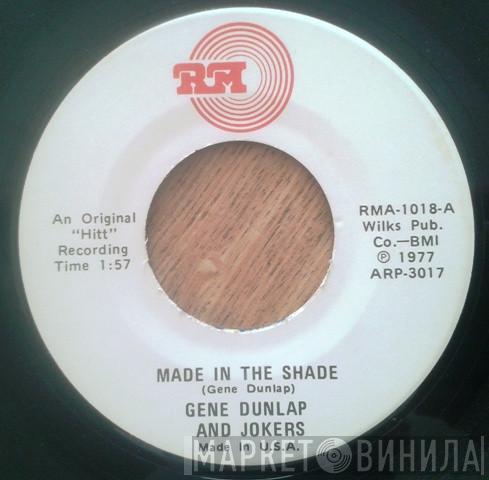 RM
An Original
"Hitt"
Recording
Time 1:57
RMA-1018-A
Wilks Pub.
Co.—BMI
℗ 1977
ARP-3017
MADE IN THE SHADE
(Gene Dunlap)
GENE DUNLAP
AND JOKERS
Made In U.S.A.
МАРКЕТ ВИНИЛА